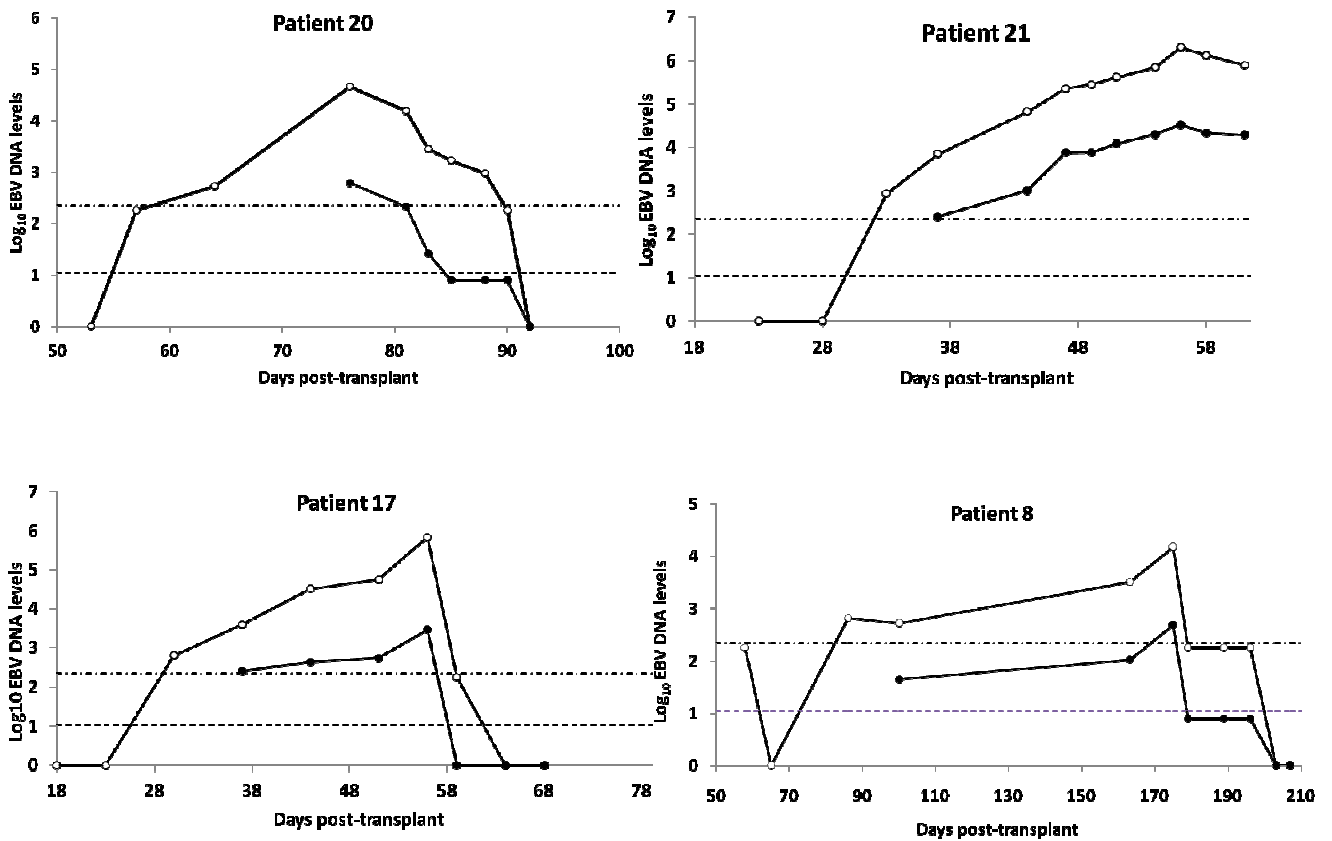 Patient 20
Log10 EBV DNA levels
6
5
4
3
2
1
0
50 60 70 80 90 100
Days post-transplant
Patient 21
Log10 EBV DNA levels
7
6
5
4
3
2
1
0
18 28 38 48 58
Days post-transplant
Patient 17
Log10 EBV DNA levels
7
6
5
4
3
2
1
0
18 28 38 48 58 68 78
Days post-transplant
Patient 8
Log10 EBV DNA levels
5
4
3
2
1
0
50 70 90 110 130 150 170 190 210
Days post-transplant